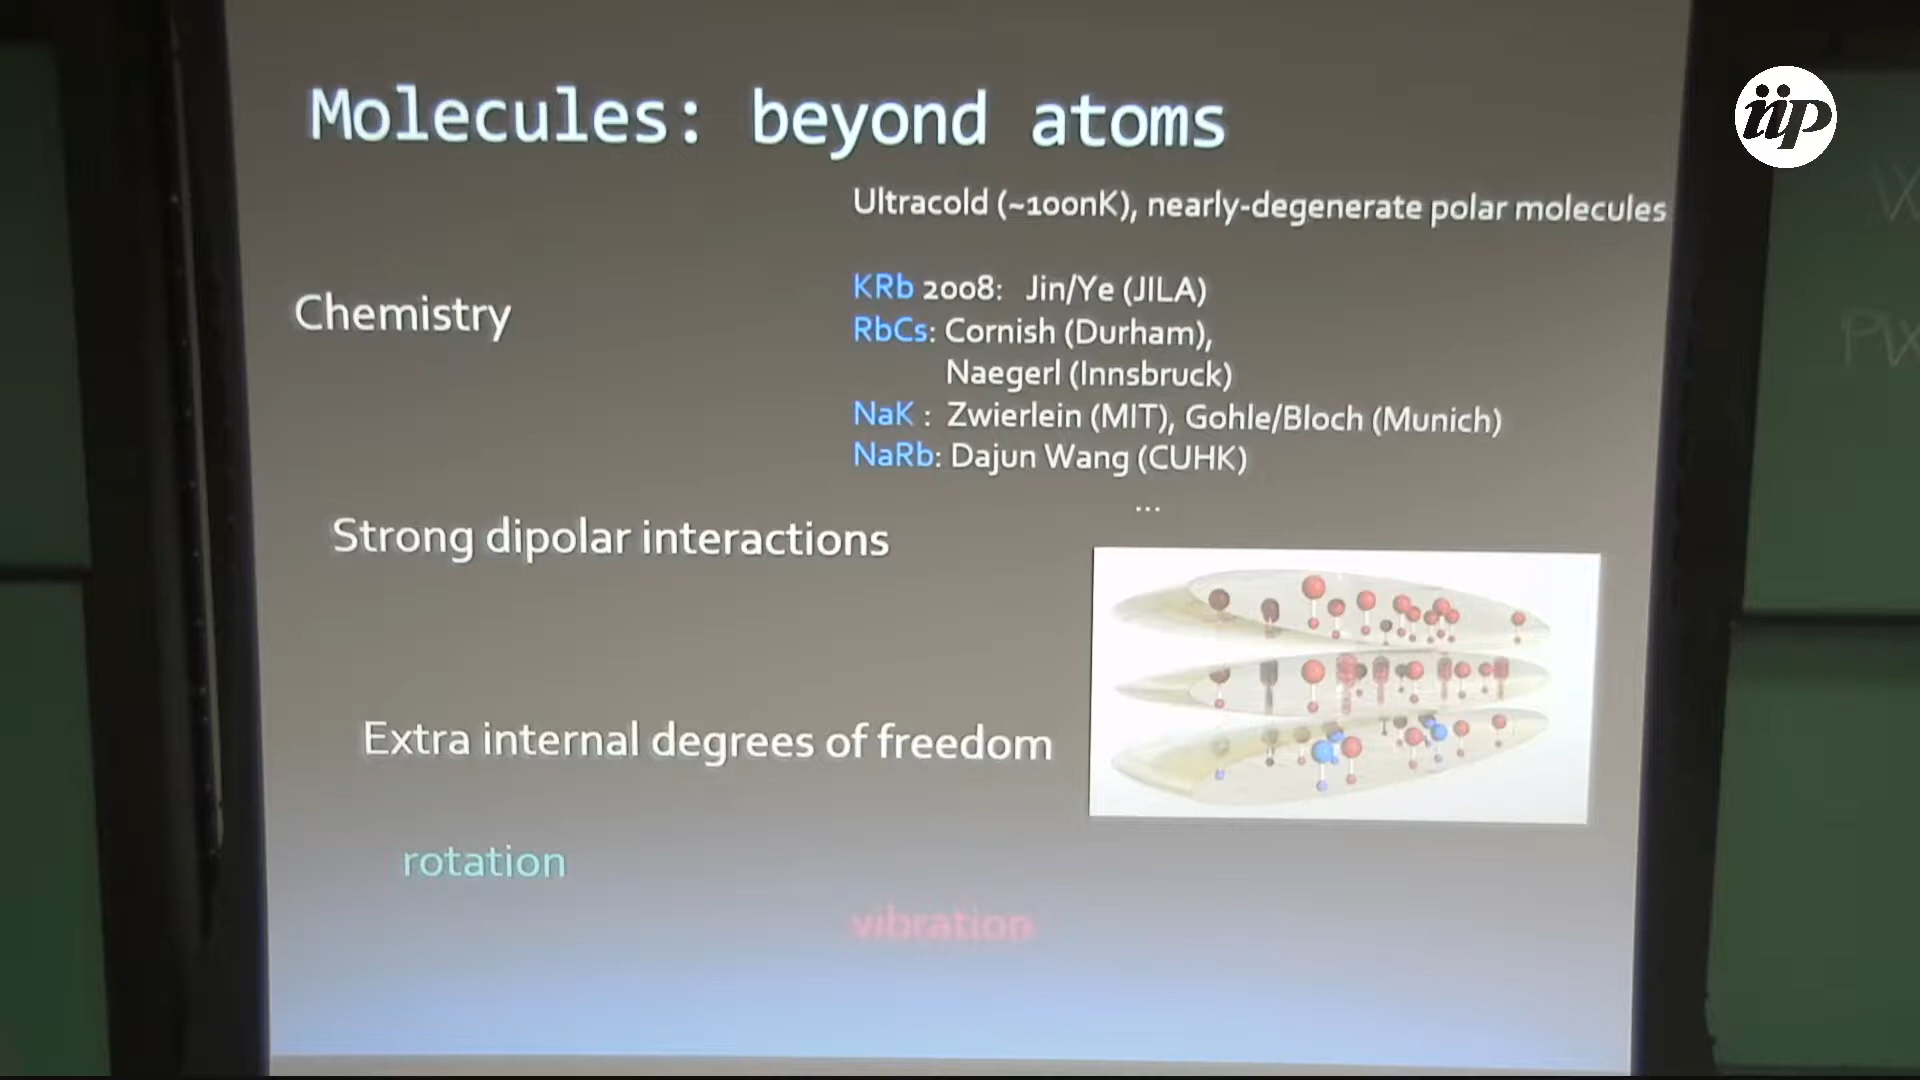 Molecules: beyond atoms
iip
Ultracold (~100nK), nearly-degenerate polar molecules
KRb 2008: Jin/Ye (JILA)
Chemistry
RbCs: Cornish (Durham),
Naegerl (Innsbruck)
NaK : Zwierlein (MIT), Gohle/Bloch (Munich)
NaRb: Dajun Wang (CUHK)
...
Strong dipolar interactions
Extra internal degrees of freedom
rotation
vibration